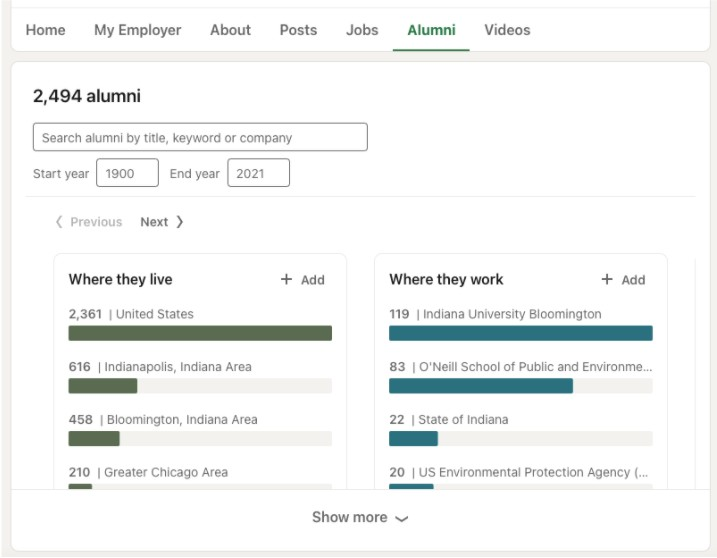 Home My Employer About Posts Jobs Alumni Videos
2,494 alumni
Search alumni by title, keyword or company
Start year 1900 End year 2021
Previous Next
Where they live + Add
2,361 | United States
616 | Indianapolis, Indiana Area
458 | Bloomington, Indiana Area
210 | Greater Chicago Area
Where they work + Add
119 | Indiana University Bloomington
83 | O'Neill School of Public and Environme...
22 | State of Indiana
20 | US Environmental Protection Agency (...
Show more